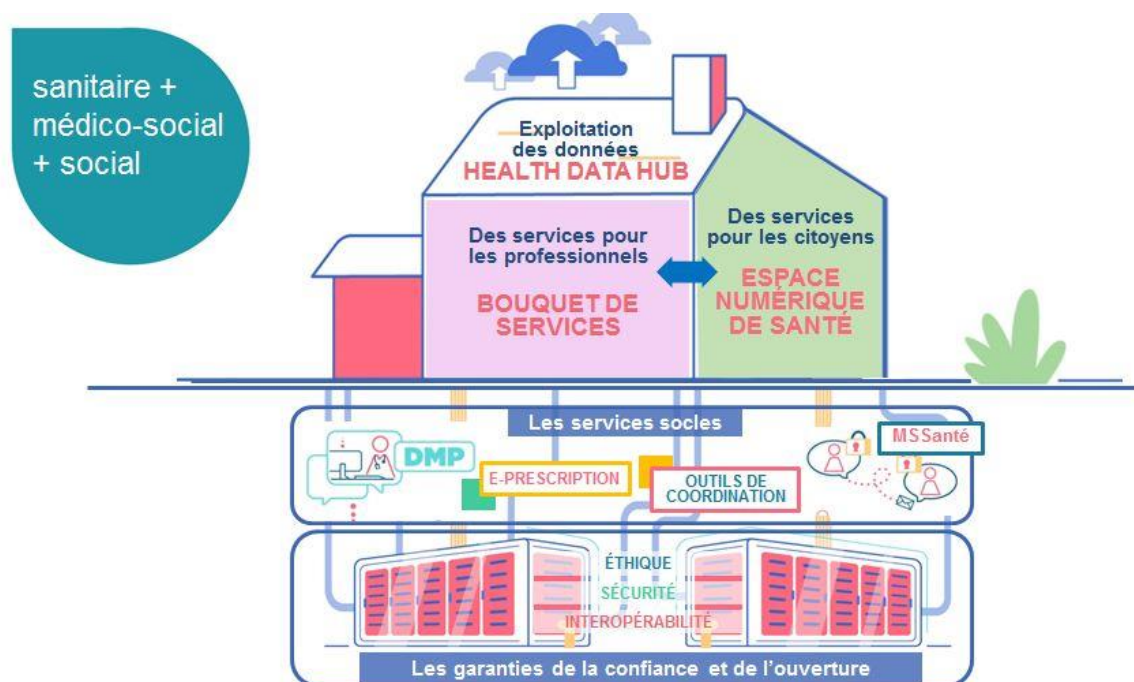 sanitaire +
médico-social
+ social
Exploitation
des données
HEALTH DATA HUB
Des services pour
les professionnels
BOUQUET DE
SERVICES
Des services
pour les citoyens
ESPACE
NUMÉRIQUE
DE SANTÉ
Les services socles
DMP
E-PRESCRIPTION
OUTILS DE
COORDINATION
MSSanté
ÉTHIQUE
SÉCURITÉ
INTEROPÉRABILITÉ
Les garanties de la confiance et de l'ouverture